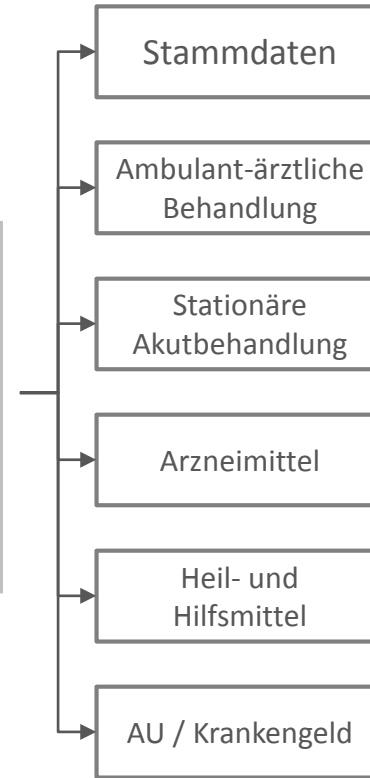 Stammdaten
Ambulant-ärztliche
Behandlung
Stationäre
Akutbehandlung
Arzneimittel
Heil- und
Hilfsmittel
AU / Krankengeld